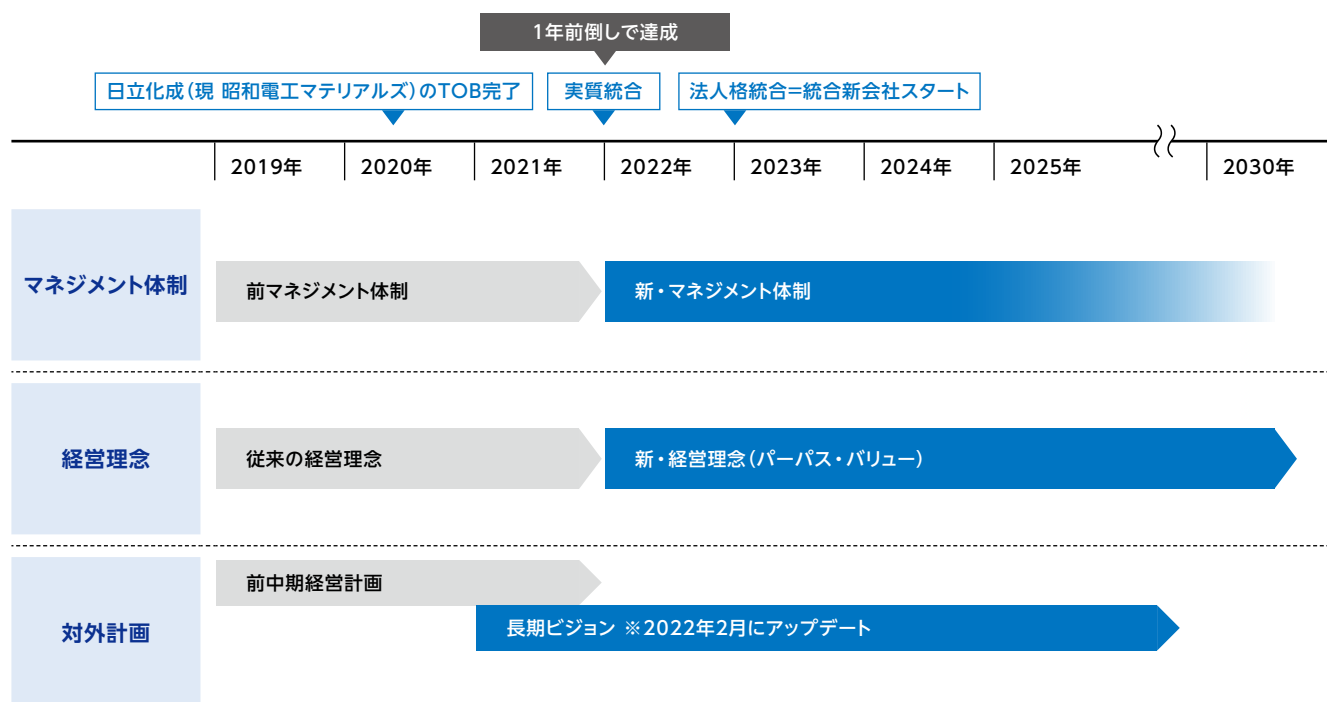 1年前倒しで達成
日立化成(現 昭和電工マテリアルズ)のTOB完了
実質統合
法人格統合=統合新会社スタート
2019年
2020年
2021年
2022年
2023年
2024年
2025年
2030年
マネジメント体制
前マネジメント体制
新・マネジメント体制
経営理念
従来の経営理念
新・経営理念(パーパス・バリュー)
対外計画
前中期経営計画
長期ビジョン ※2022年2月にアップデート